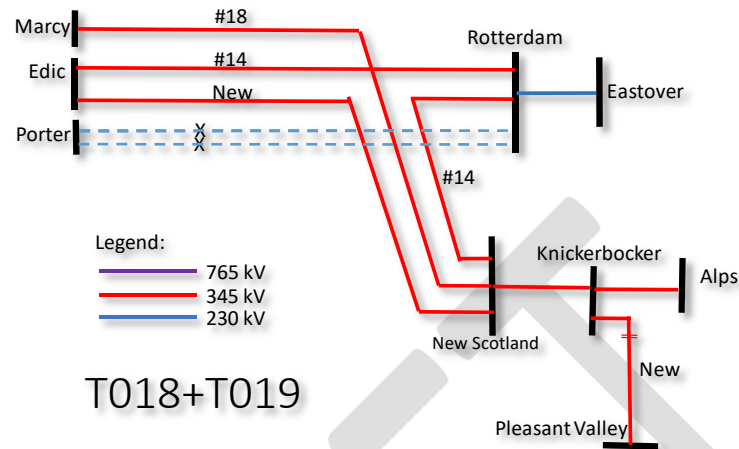 Marcy
#18
Rotterdam
Edic
#14
New
Eastover
Porter
X
X
#14
Legend:
765 kV
345 kV
230 kV
Knickerbocker
Alps
New Scotland
New
T018+T019
Pleasant Valley